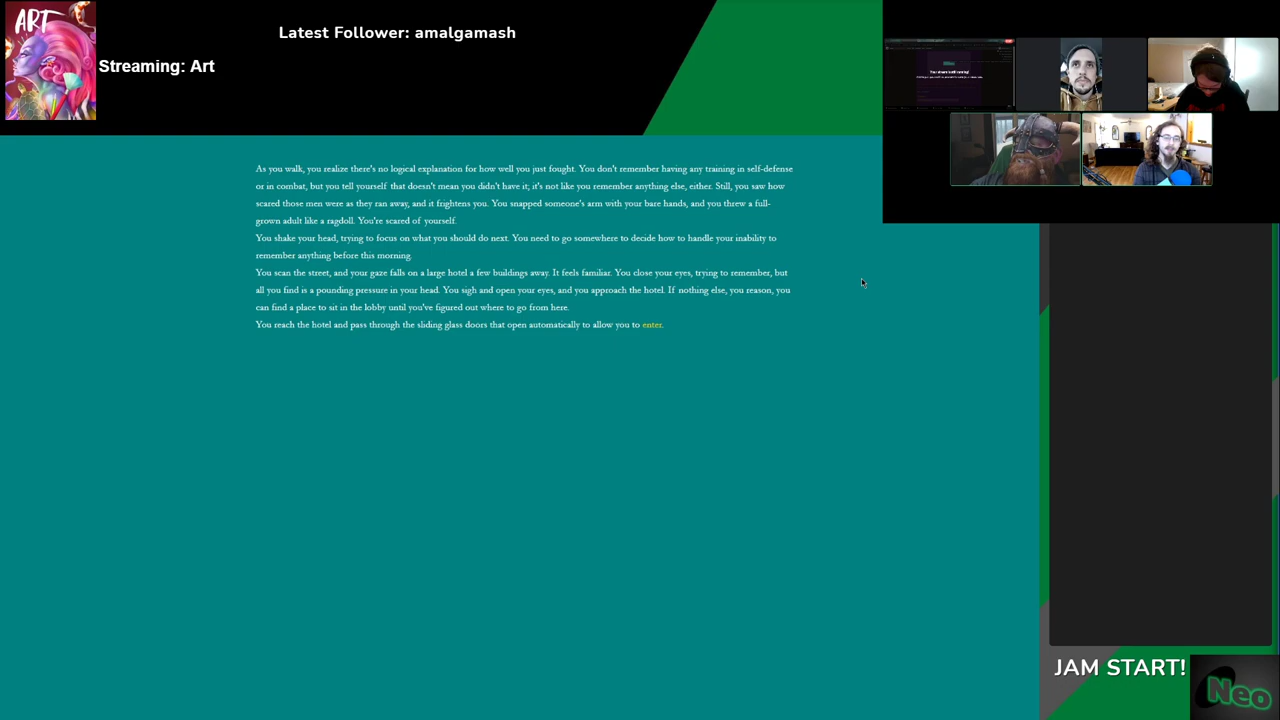 ART
Latest Follower: amalgamash
Streaming: Art
As you walk, you realize there's no logical explanation for how well you just fought. You don't remember having any training in self-defense
or in combat, but you tell yourself that doesn't mean you didn't have it; it's not like you remember anything else, either. Still, you saw how
scared those men were as they ran away, and it frightens you. You snapped someone's arm with your bare hands, and you threw a full-
grown adult like a ragdoll. You're scared of yourself.
You shake your head, trying to focus on what you should do next. You need to go somewhere to decide how to handle your inability to
remember anything before this morning.
You scan the street, and your gaze falls on a large hotel a few buildings away. It feels familiar. You close your eyes, trying to remember, but
all you find is a pounding pressure in your head. You sigh and open your eyes, and you approach the hotel. If nothing else, you reason, you
can find a place to sit in the lobby until you've figured out where to go from here.
You reach the hotel and pass through the sliding glass doors that open automatically to allow you to enter.
JAM START!
Neo